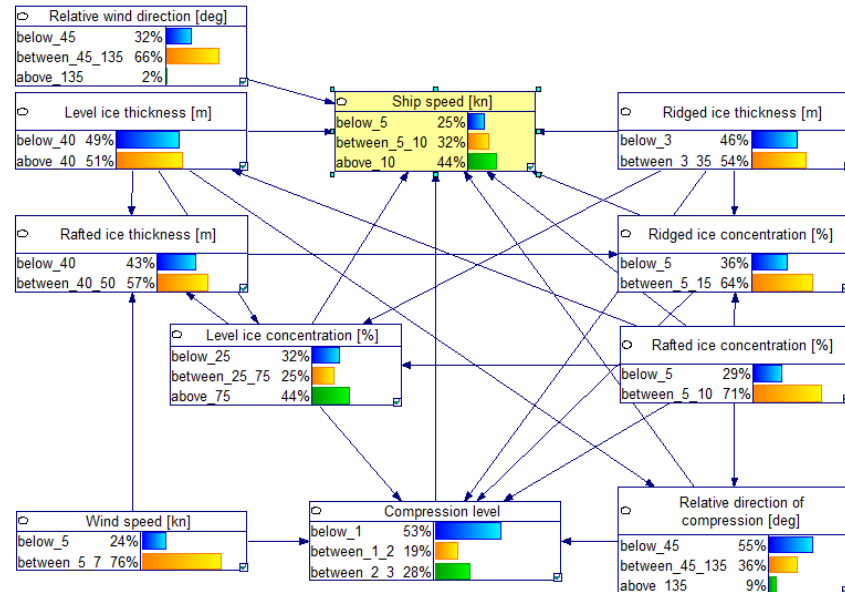 Relative wind direction [deg]
below_45 32%
between_45_135 66%
above_135 2%
Level ice thickness [m]
below_40 49%
above_40 51%
Ship speed [kn]
below_5 25%
between_5_10 32%
above_10 44%
Ridged ice thickness [m]
below_3 46%
between_3_35 54%
Rafted ice thickness [m]
below_40 43%
between_40_50 57%
Ridged ice concentration [%]
below_5 36%
between_5_15 64%
Level ice concentration [%]
below_25 32%
between_25_75 25%
above_75 44%
Rafted ice concentration [%]
below_5 29%
between_5_10 71%
Wind speed [kn]
below_5 24%
between_5_7 76%
Compression level
below_1 53%
between_1_2 19%
between_2_3 28%
Relative direction of
compression [deg]
below_45 55%
between_45_135 36%
above_135 9%